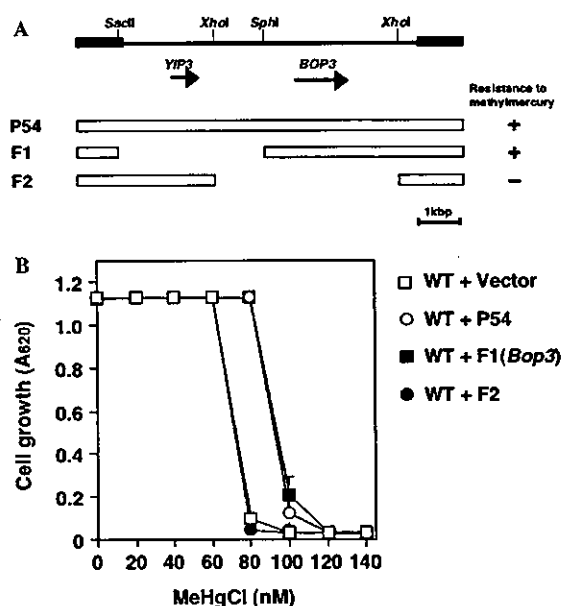 A
SacII XhoI SphI XhoI
YIP3 BOP3
Resistance to
methylmercury
P54 +
F1 +
F2 −
1kbp
B
Cell growth (A620)
1.2
1.0
0.8
0.6
0.4
0.2
0
0 20 40 60 80 100 120 140
MeHgCl (nM)
WT + Vector
WT + P54
WT + F1(Bop3)
WT + F2